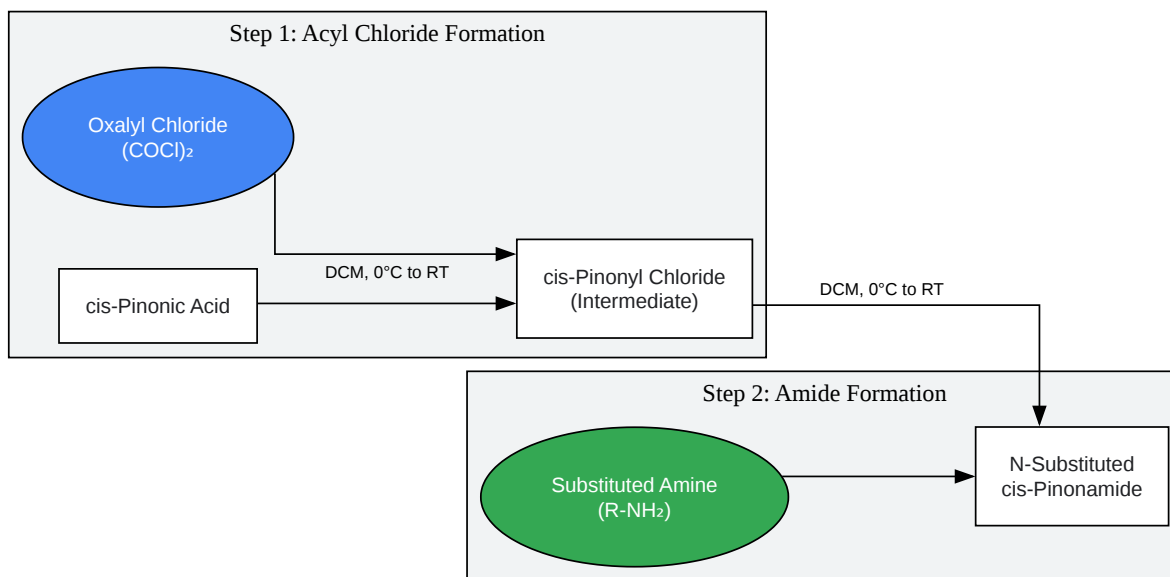 Step 1: Acyl Chloride Formation
Oxalyl Chloride
(COCl)₂
DCM, 0°C to RT
cis-Pinonic Acid
cis-Pinonyl Chloride
(Intermediate)
DCM, 0°C to RT
Step 2: Amide Formation
Substituted Amine
(R-NH₂)
N-Substituted
cis-Pinonamide